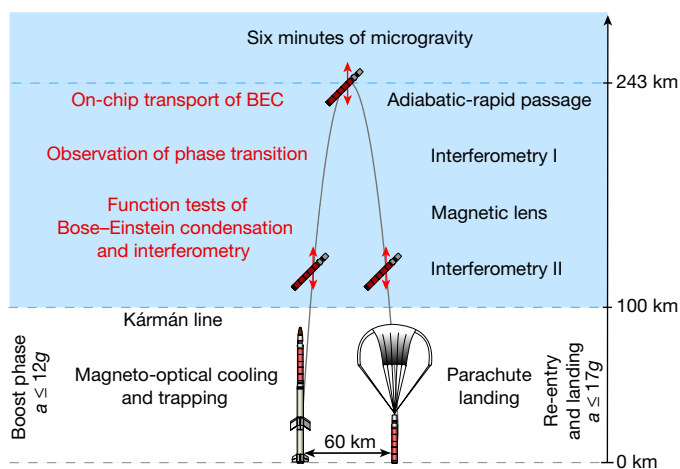 Six minutes of microgravity
243 km
On-chip transport of BEC
Adiabatic-rapid passage
Observation of phase transition
Interferometry I
Function tests of
Bose–Einstein condensation
and interferometry
Magnetic lens
Interferometry II
100 km
Kármán line
Boost phase
a ≤ 12g
Magneto-optical cooling
and trapping
Parachute
landing
Re-entry
and landing
a ≤ 17g
60 km
0 km